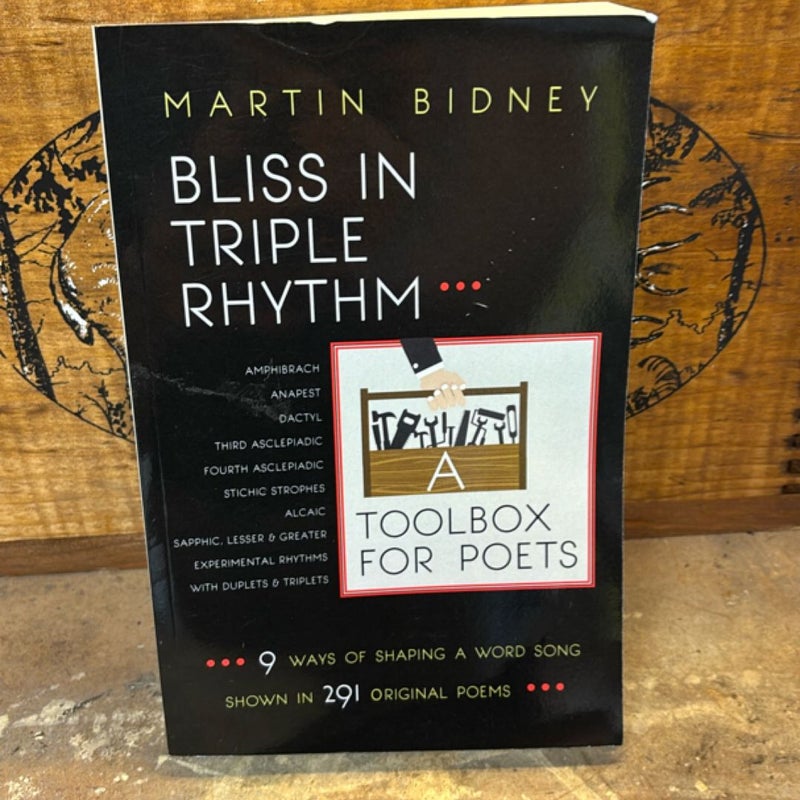 MARTIN BIDNEY
BLISS IN
TRIPLE
RHYTHM...
AMPHIBRACH
ANAPEST
DACTYL
THIRD ASCLEPIADIC
FOURTH ASCLEPIADIC
STICHIC STROPHES
ALCAIC
SAPPHIC, LESSER & GREATER
EXPERIMENTAL RHYTHMS
WITH DUPLETS & TRIPLETS
A
TOOLBOX
FOR POETS
... 9 WAYS OF SHAPING A WORD SONG
SHOWN IN 291 ORIGINAL POEMS ...